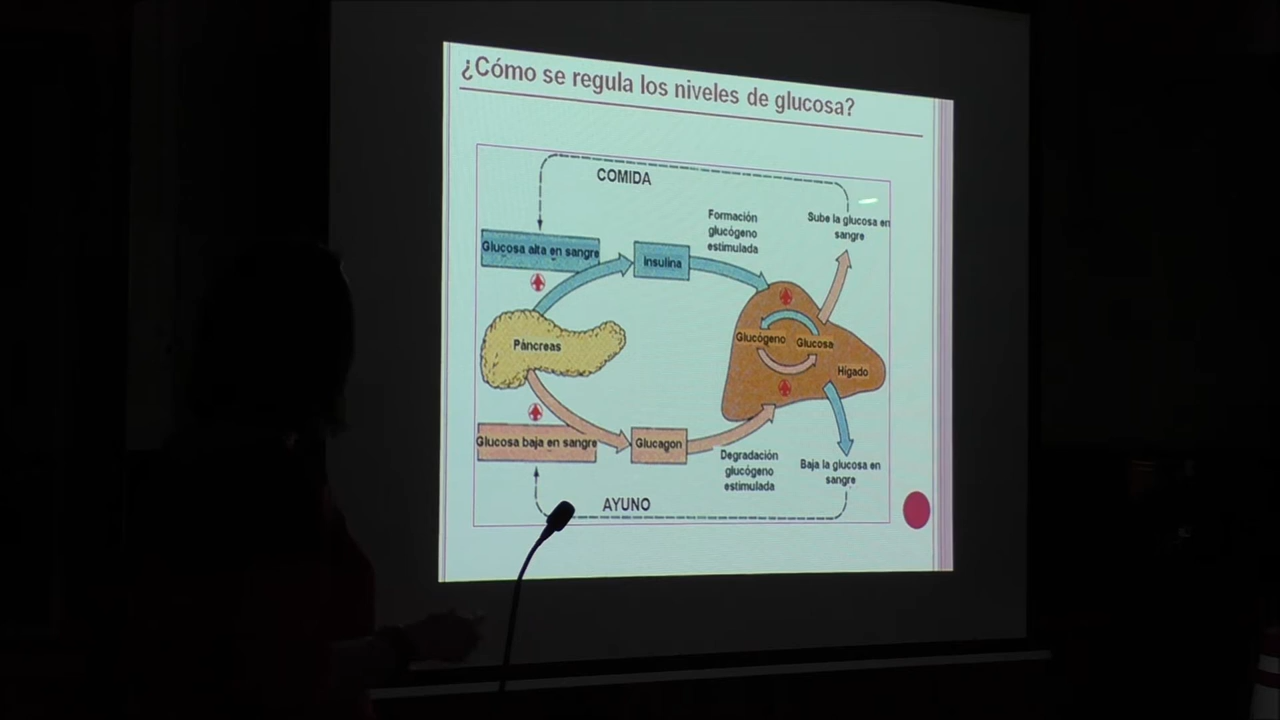 ¿Cómo se regula los niveles de glucosa?
COMIDA
Formación
glucógeno
estimulada
Sube la glucosa en
sangre
Glucosa alta en sangre
Insulina
Páncreas
Glucógeno
Glucosa
Hígado
Glucosa baja en sangre
Glucagon
Degradación
glucógeno
estimulada
Baja la glucosa en
sangre
AYUNO